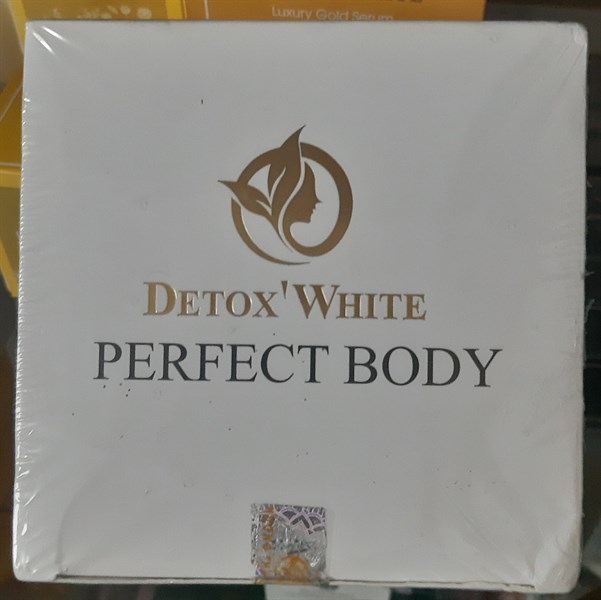 Luxury Gold Serum
DETOX'WHITE
PERFECT BODY